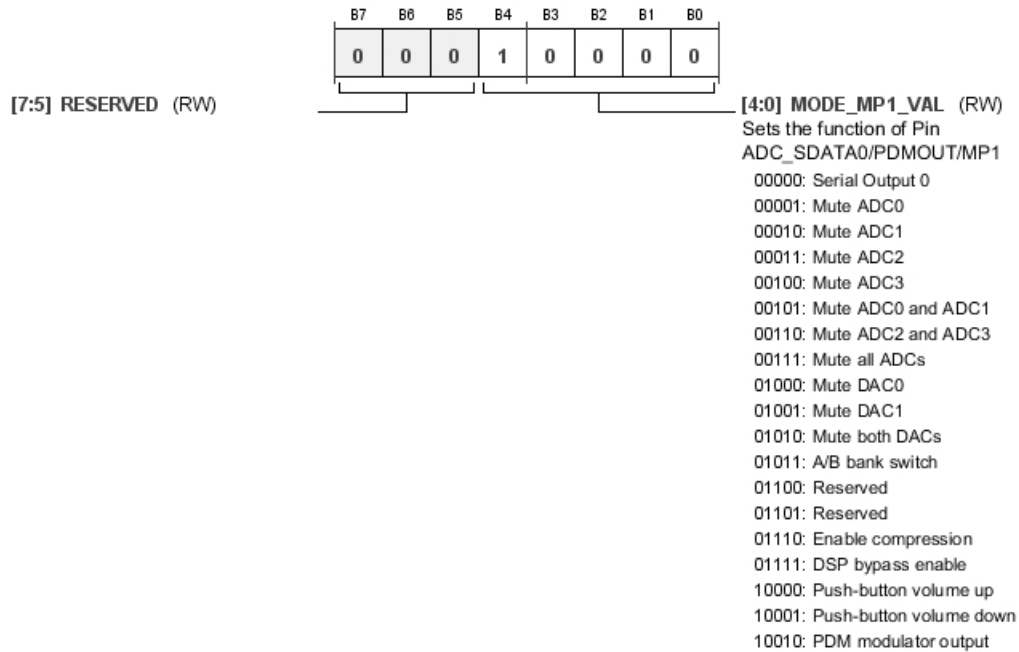 B7 B6 B5 B4 B3 B2 B1 B0
0 0 0 1 0 0 0 0
[7:5] RESERVED (RW)
[4:0] MODE_MP1_VAL (RW)
Sets the function of Pin
ADC_SDATA0/PDMOUT/MP1
00000: Serial Output 0
00001: Mute ADC0
00010: Mute ADC1
00011: Mute ADC2
00100: Mute ADC3
00101: Mute ADC0 and ADC1
00110: Mute ADC2 and ADC3
00111: Mute all ADCs
01000: Mute DAC0
01001: Mute DAC1
01010: Mute both DACs
01011: A/B bank switch
01100: Reserved
01101: Reserved
01110: Enable compression
01111: DSP bypass enable
10000: Push-button volume up
10001: Push-button volume down
10010: PDM modulator output